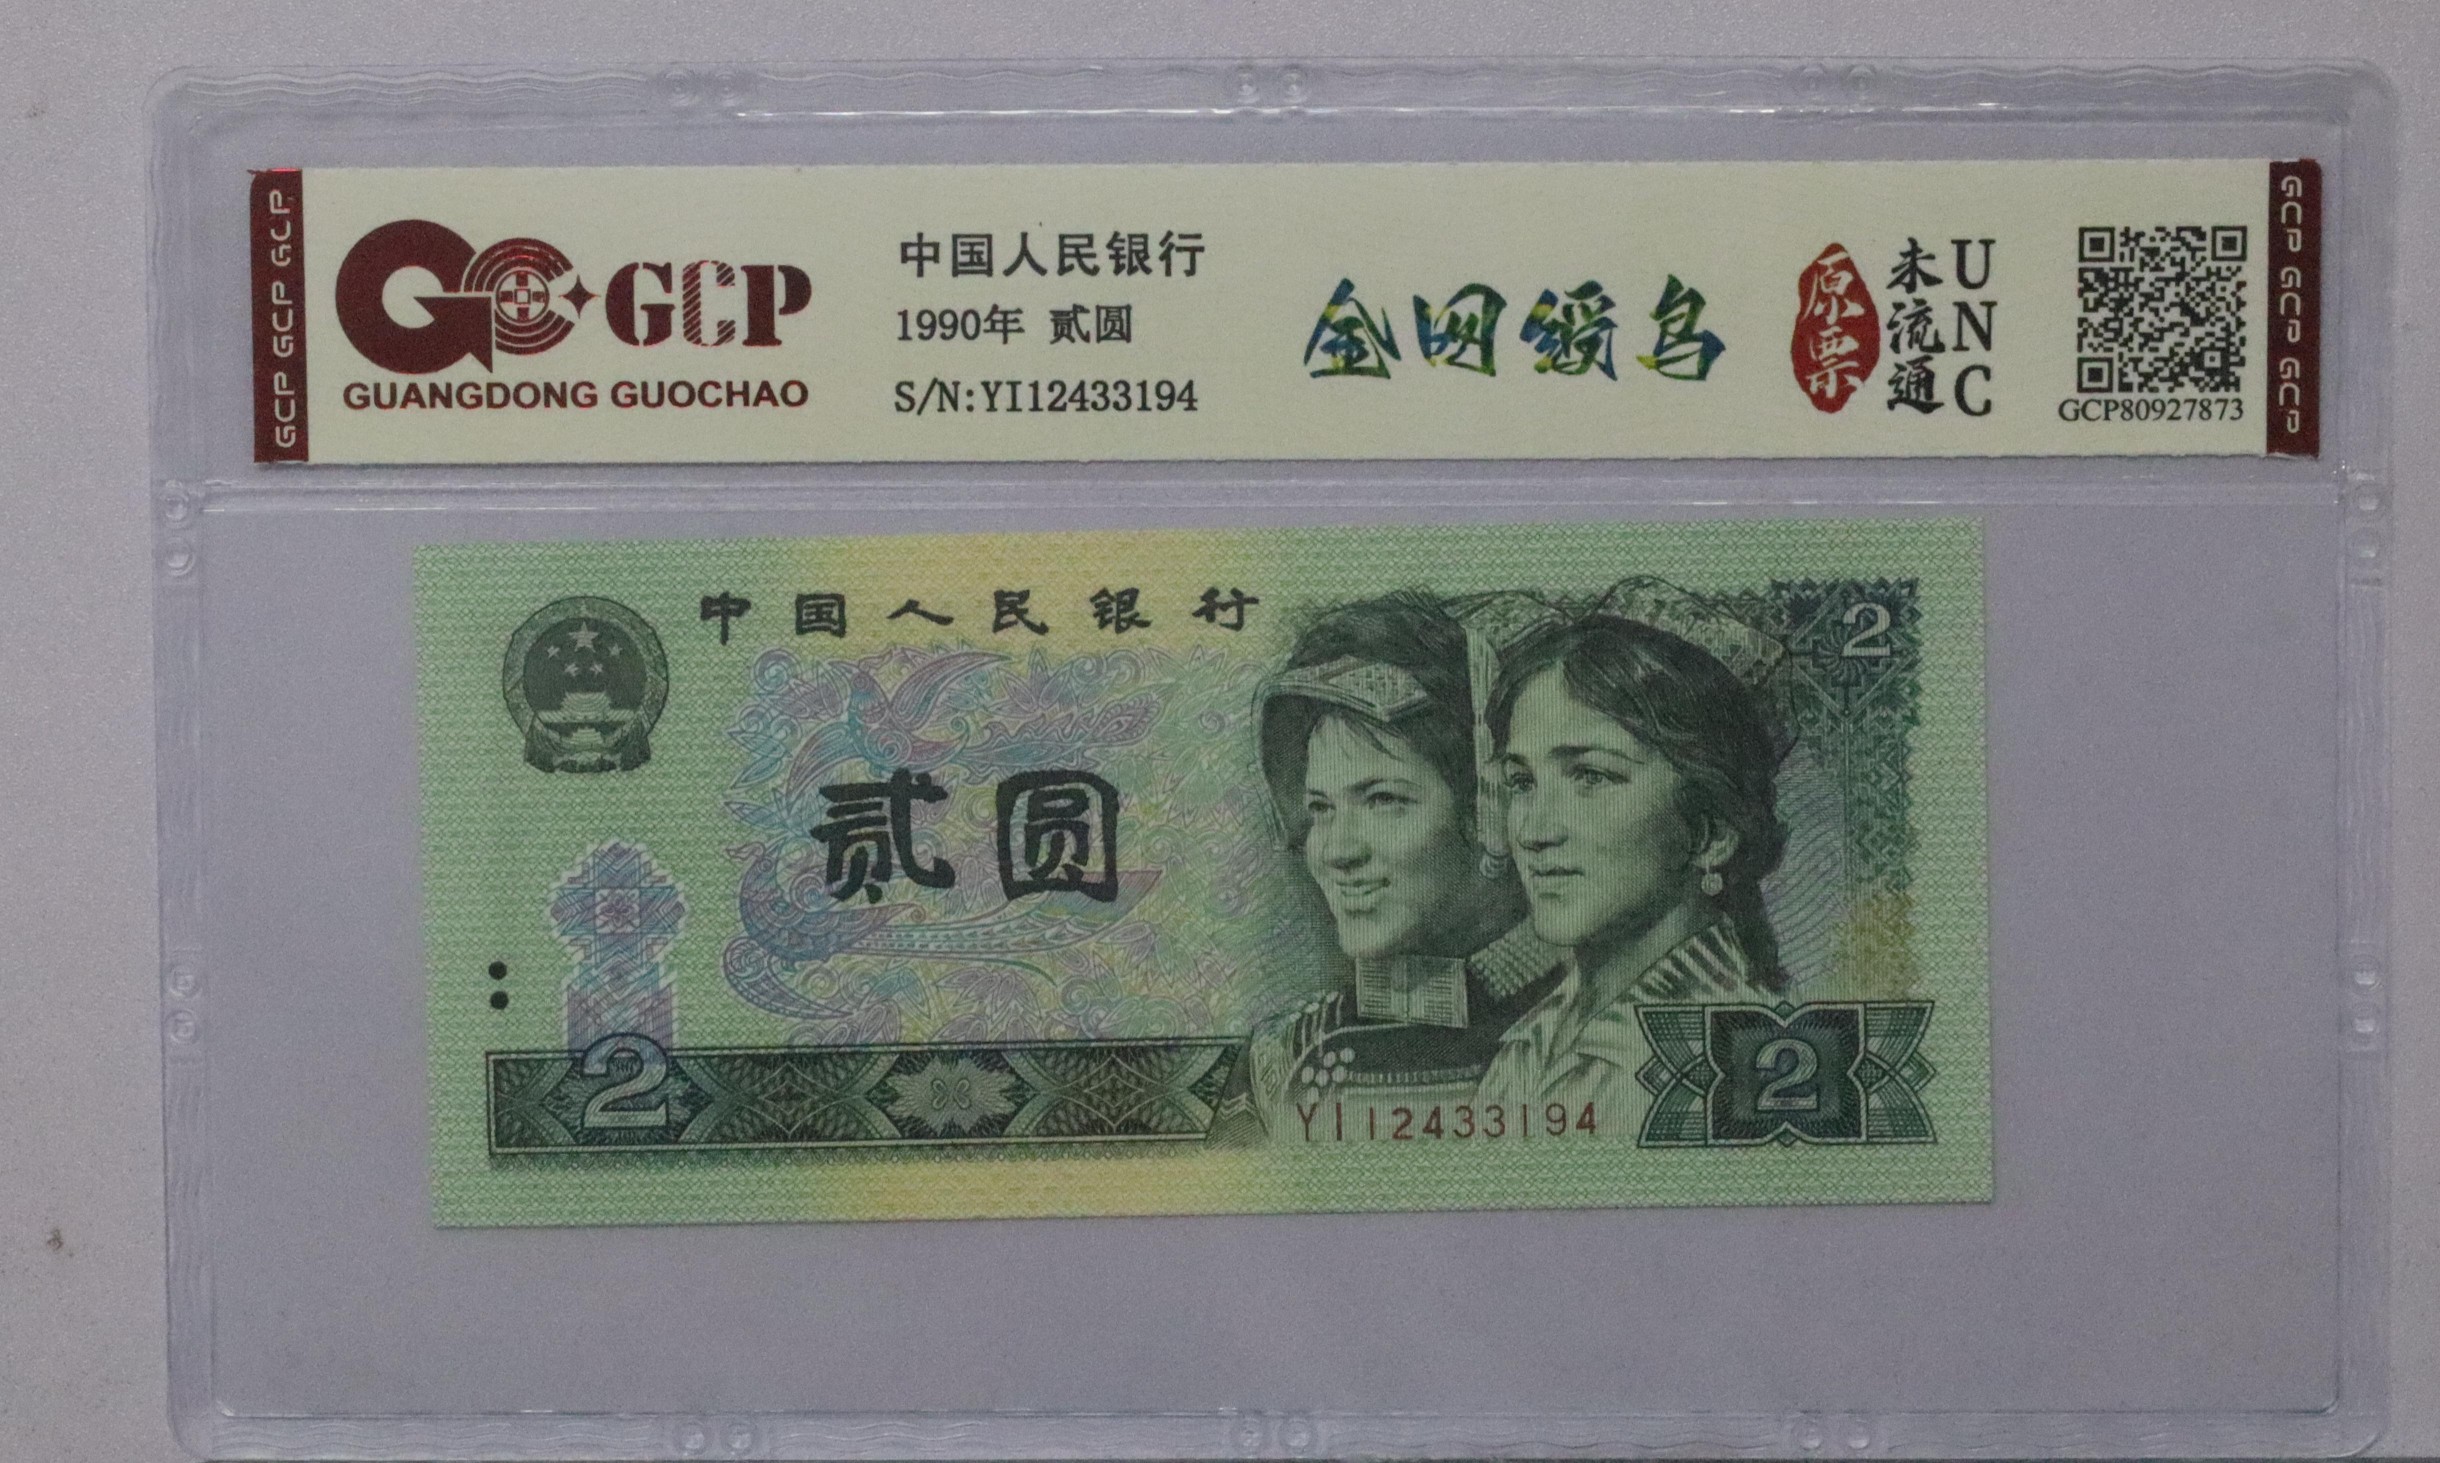 GCP GCP GCP
GCP
GUANGDONG GUOCHAO
中国人民银行
1990年 贰圆
S/N:YI12433194
金网绶鸟
原票
未流通
UNC
GCP80927873
GCP GCP GCP
中国人民银行
2
贰圆
2
YI12433194
2